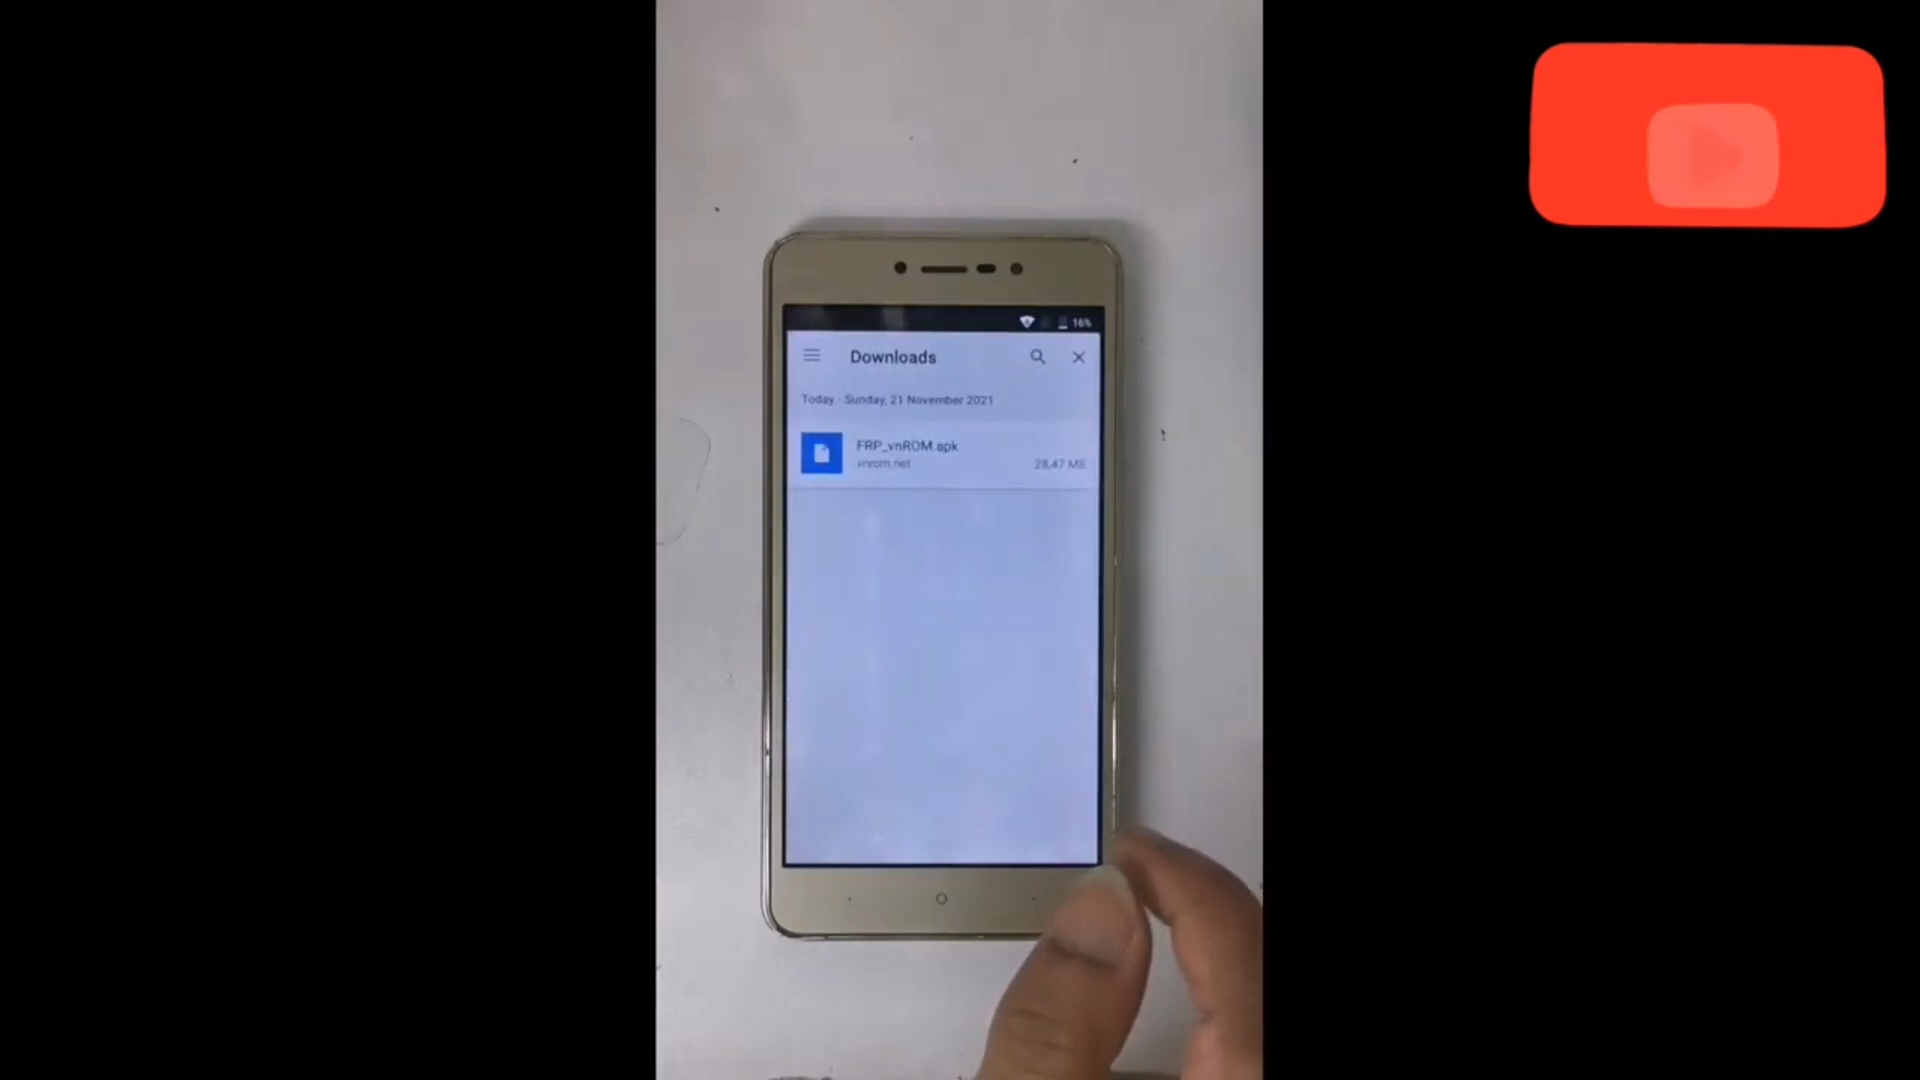 16%
Downloads
Today - Sunday, 21 November 2021
FRP_vnROM.apk
vnrom.net 28,47 MB